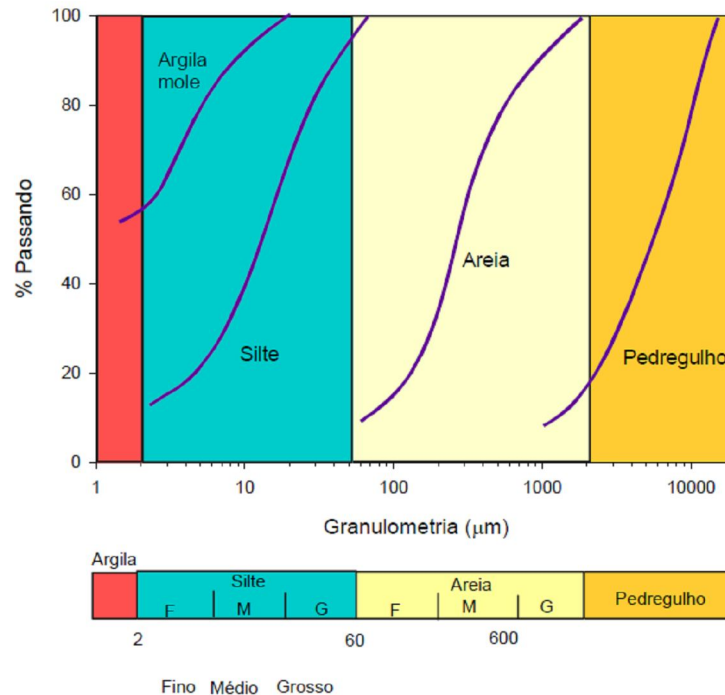 100
80
60
40
20
0
% Passando
Argila
mole
Silte
Areia
Pedregulho
1
10
100
1000
10000
Granulometria (μm)
Argila
Silte
Areia
Pedregulho
F
M
G
F
M
G
2
60
600
Fino Médio Grosso